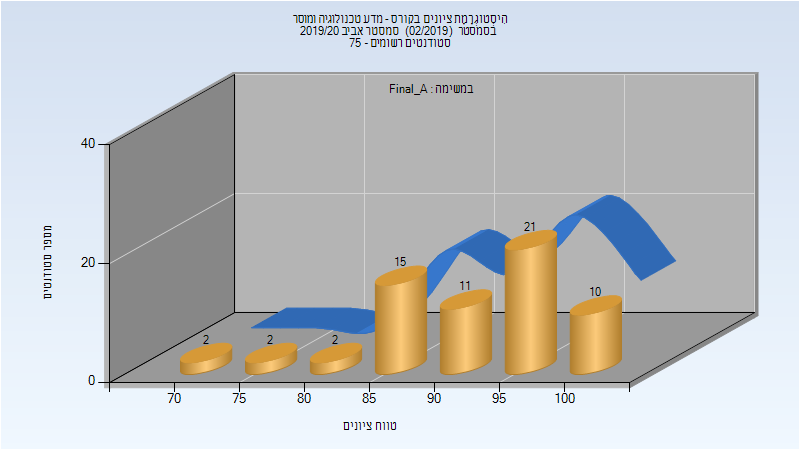 היסטוגרמת ציונים בקורס - מדע טכנולוגיה ומוסר
בסמסטר (02/2019) סמסטר אביב 2019/20
סטודנטים רשומים - 75
במשימה : Final_A
מספר סטודנטים
40
20
0
2
2
2
15
11
21
10
70
75
80
85
90
95
100
טווח ציונים